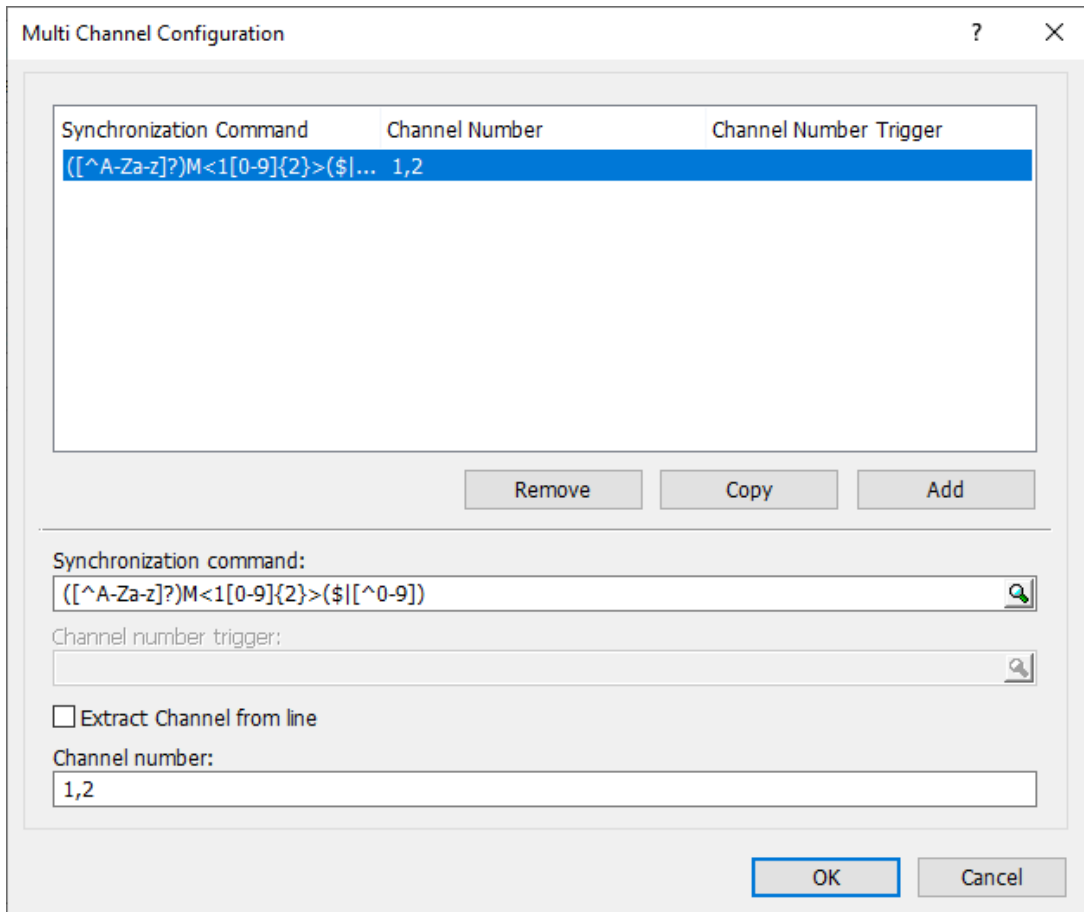 Multi Channel Configuration ?
Synchronization Command Channel Number Channel Number Trigger
([^A-Za-z]?)M<1[0-9]{2}>($|... 1,2
Remove Copy Add
Synchronization command:
([^A-Za-z]?)M<1[0-9]{2}>($|[^0-9])
Channel number trigger:
Extract Channel from line
Channel number:
1,2
OK Cancel